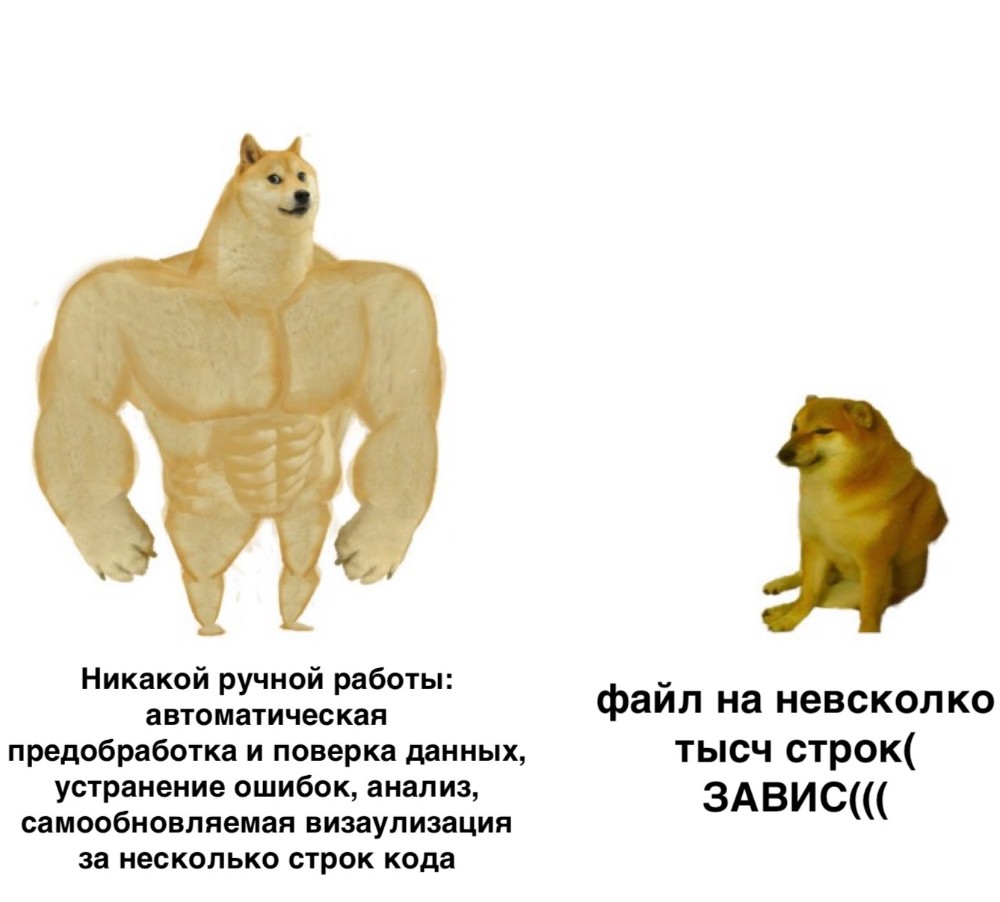 Никакой ручной работы:
автоматическая
предобработка и поверка данных,
устранение ошибок, анализ,
самообновляемая визаулизация
за несколько строк кода
файл на невсколко
тысч строк(
ЗАВИС(((